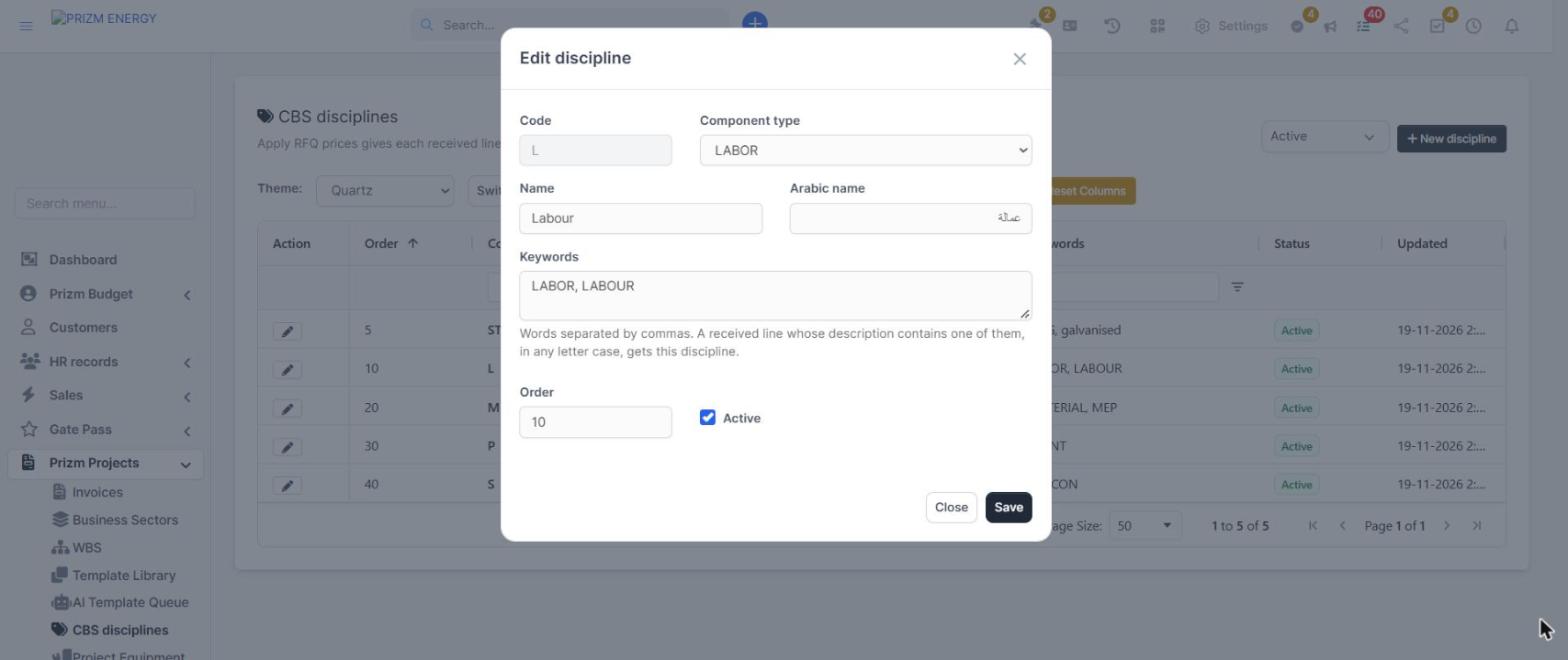 PRIZM ENERGY
Search...
2
Settings
4
40
4
Search menu...
Dashboard
Prizm Budget
Customers
HR records
Sales
Gate Pass
Prizm Projects
Invoices
Business Sectors
WBS
Template Library
AI Template Queue
CBS disciplines
Project Equipment
CBS disciplines
Apply RFQ prices gives each received line
Active
+ New discipline
Theme:
Quartz
Reset Columns
Action
Order
Status
Updated
5
galvanised
Active
19-11-2026 2:...
10
L
LABOUR
Active
19-11-2026 2:...
20
MEP
Active
19-11-2026 2:...
30
P
Active
19-11-2026 2:...
40
S
Active
19-11-2026 2:...
Size:
50
1 to 5 of 5
Page 1 of 1
Edit discipline
Code
Component type
L
LABOR
Name
Arabic name
Labour
عمالة
Keywords
LABOR, LABOUR
Words separated by commas. A received line whose description contains one of them,
in any letter case, gets this discipline.
Order
10
Active
Close
Save